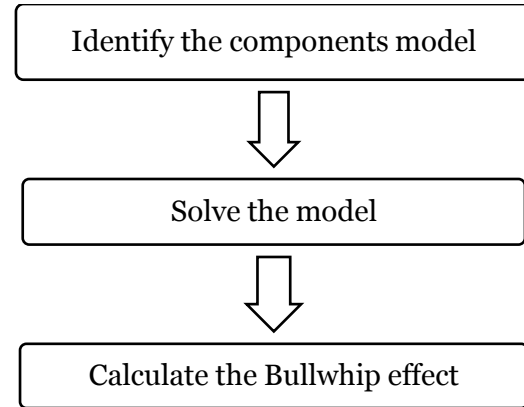 Identify the components model
Solve the model
Calculate the Bullwhip effect